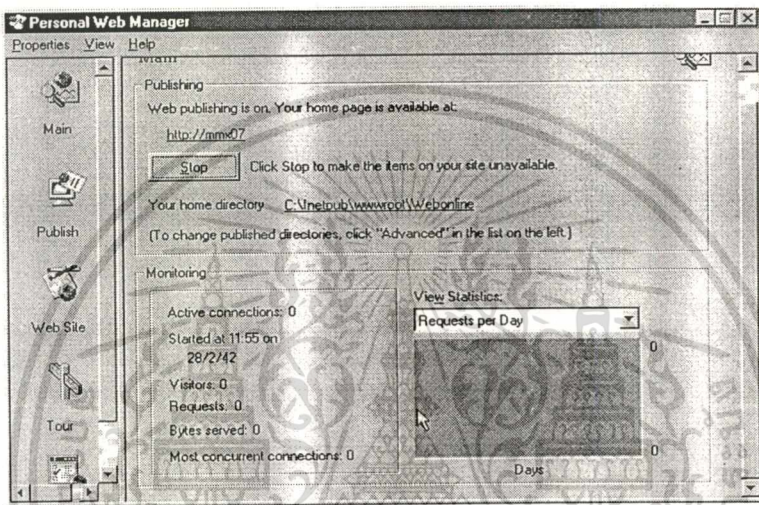 Personal Web Manager
Properties View Help
Main
Publishing
Web publishing is on. Your home page is available at:
http://mmx07
Stop
Click Stop to make the items on your site unavailable.
Your home directory C:\Inetpub\wwwroot\Webonline
(To change published directories, click "Advanced" in the list on the left.)
Main
Publish
Web Site
Tour
Monitoring
Active connections: 0
Started at 11:55 on
28/2/42
Visitors: 0
Requests: 0
Bytes served: 0
Most concurrent connections: 0
View Statistics:
Requests per Day
0
0
Days